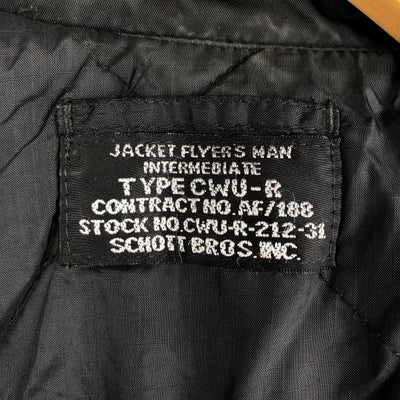 JACKET FLYER'S MAN
INTERMEBIATE
TYPE CWU-R
CONTRACT NO. AF/188
STOCK NO. CWU-R-212-31
SCHOTT BROS. INC.